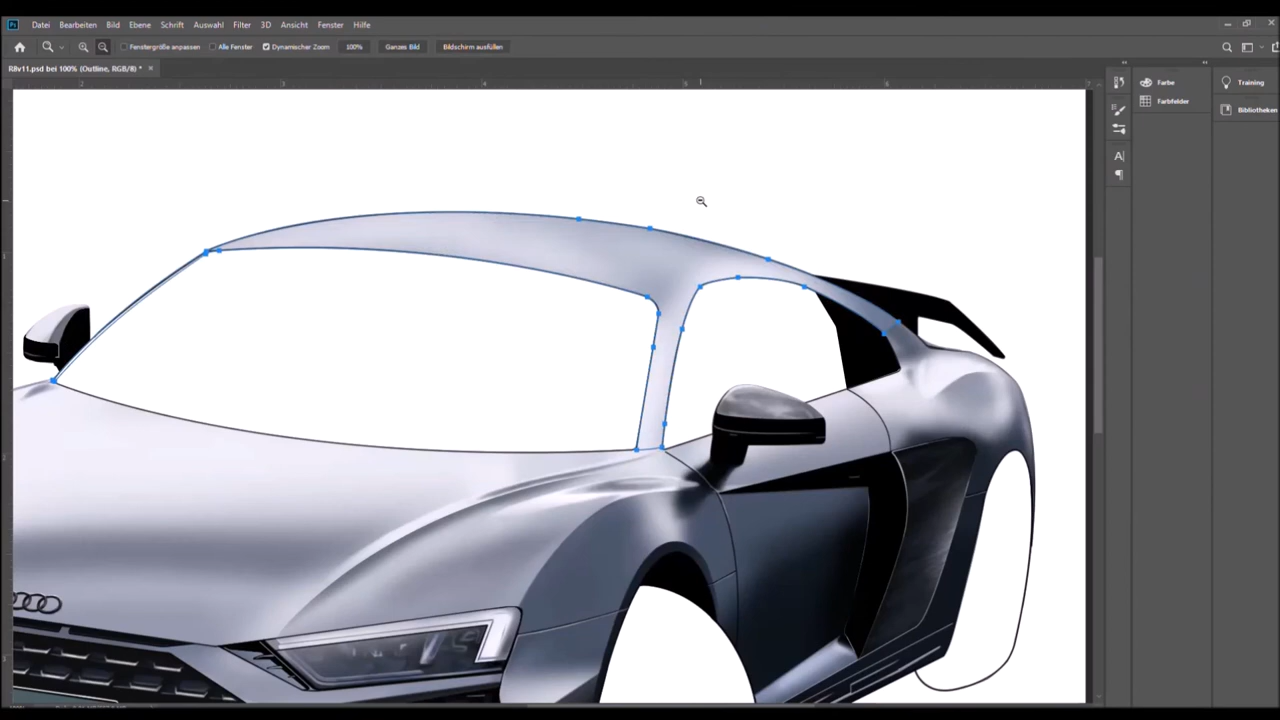 Ps Datei Bearbeiten Bild Ebene Schrift Auswahl Filter 3D Ansicht Fenster Hilfe
Fenstergröße anpassen Alle Fenster Dynamischer Zoom 100% Ganzes Bild Bildschirm ausfüllen
R8v11.psd bei 100% (Outline, RGB/8) *
Farbe
Training
Farbfelder
Bibliotheken